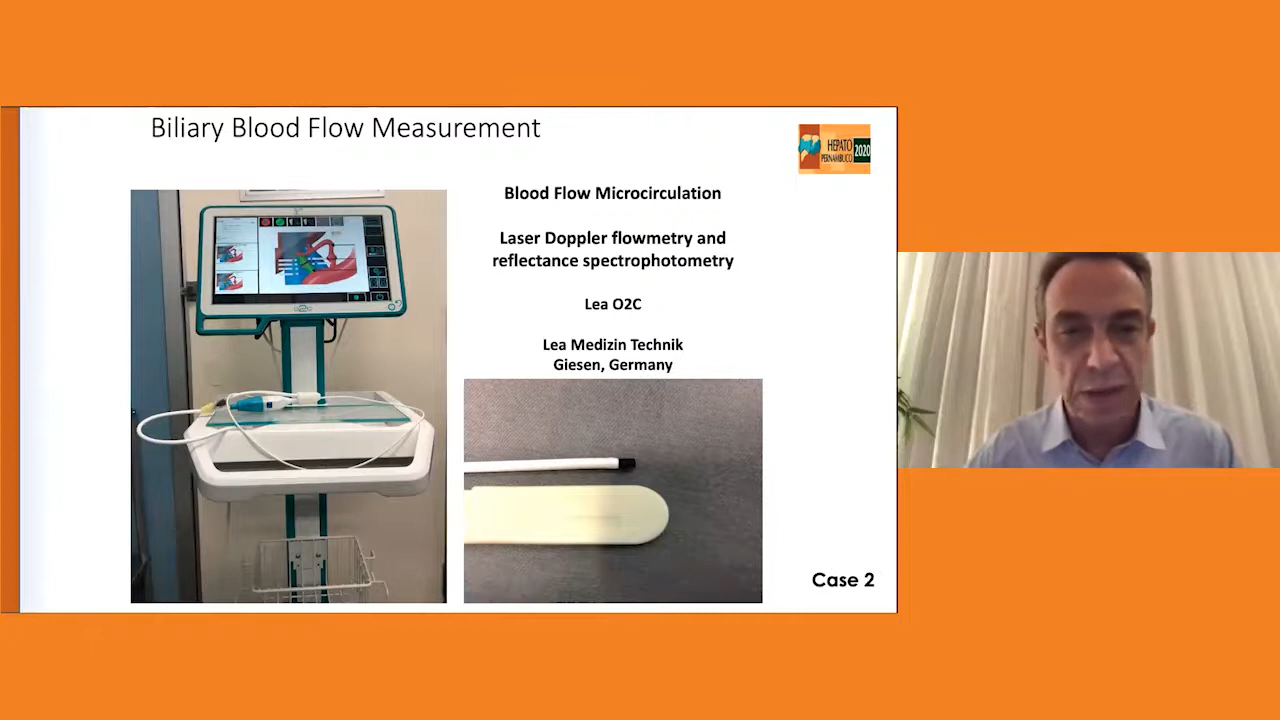 Biliary Blood Flow Measurement
HEPATO
PERNAMBUCO
2020
Blood Flow Microcirculation
Laser Doppler flowmetry and
reflectance spectrophotometry
Lea O2C
Lea Medizin Technik
Giesen, Germany
Case 2